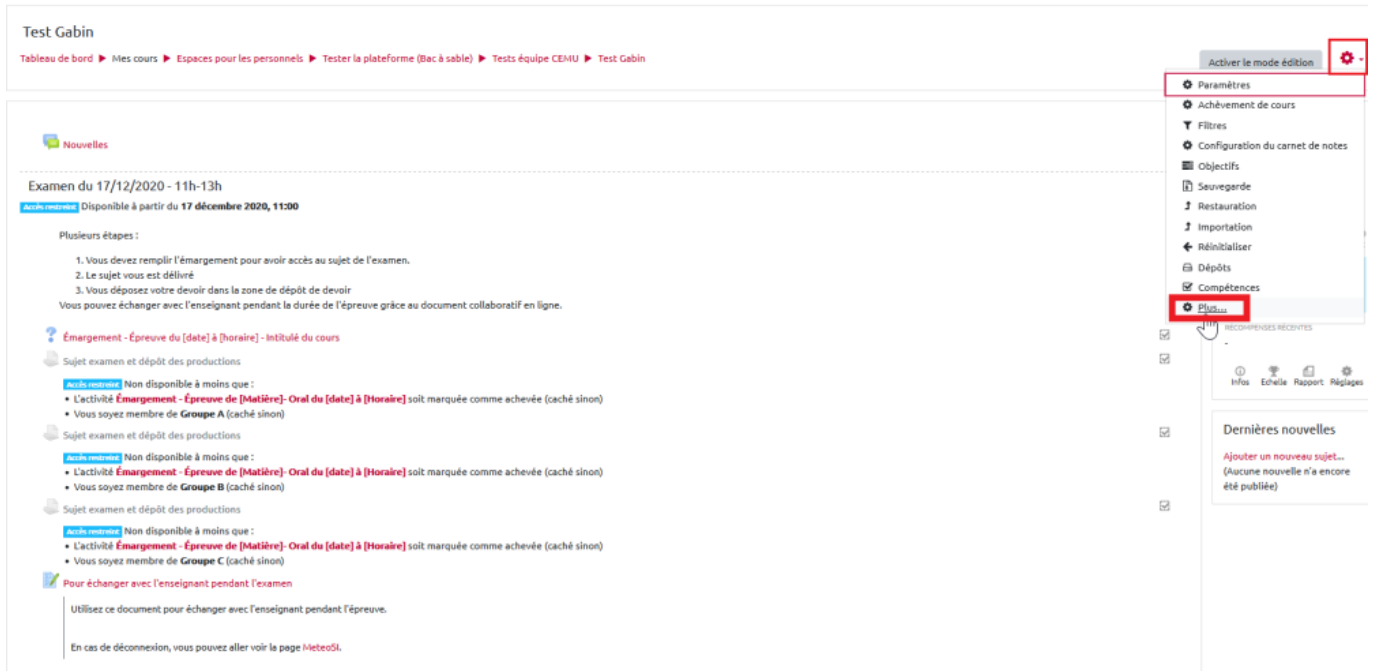 Test Gabin
Tableau de bord ▶ Mes cours ▶ Espaces pour les personnels ▶ Tester la plateforme (Bac à sable) ▶ Tests équipe CEMU ▶ Test Gabin
Activer le mode édition
Paramètres
Achèvement de cours
Filtres
Configuration du carnet de notes
Objectifs
Sauvegarde
Restauration
Importation
Réinitialiser
Dépôts
Compétences
Plus...
Nouvelles
Examen du 17/12/2020 - 11h-13h
Accès restreint Disponible à partir du 17 décembre 2020, 11:00
Plusieurs étapes :
1. Vous devez remplir l'émargement pour avoir accès au sujet de l'examen.
2. Le sujet vous est délivré
3. Vous déposez votre devoir dans la zone de dépôt de devoir
Vous pouvez échanger avec l'enseignant pendant la durée de l'épreuve grâce au document collaboratif en ligne.
Émargement - Épreuve du [date] à [horaire] - Intitulé du cours
Sujet examen et dépôt des productions
Accès restreint Non disponible à moins que :
• L'activité Émargement - Épreuve de [Matière]- Oral du [date] à [Horaire] soit marquée comme achevée (caché sinon)
• Vous soyez membre de Groupe A (caché sinon)
Sujet examen et dépôt des productions
Accès restreint Non disponible à moins que :
• L'activité Émargement - Épreuve de [Matière]- Oral du [date] à [Horaire] soit marquée comme achevée (caché sinon)
• Vous soyez membre de Groupe B (caché sinon)
Sujet examen et dépôt des productions
Accès restreint Non disponible à moins que :
• L'activité Émargement - Épreuve de [Matière]- Oral du [date] à [Horaire] soit marquée comme achevée (caché sinon)
• Vous soyez membre de Groupe C (caché sinon)
Pour échanger avec l'enseignant pendant l'examen
Utilisez ce document pour échanger avec l'enseignant pendant l'épreuve.
En cas de déconnexion, vous pouvez aller voir la page MeteoSI.
RÉCOMPENSES RÉCENTES
-
Infos Echelle Rapport Réglages
Dernières nouvelles
Ajouter un nouveau sujet...
(Aucune nouvelle n'a encore
été publiée)